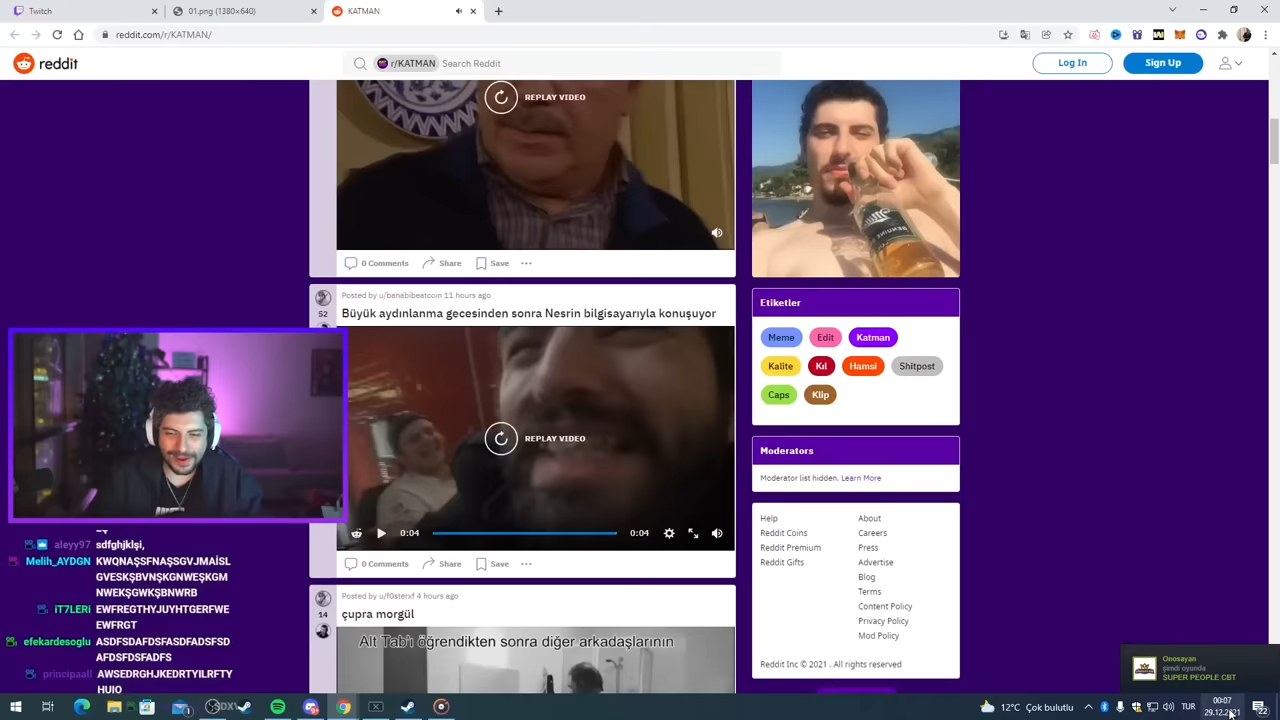 Twitch
01.png (1380×640)
KATMAN
reddit.com/r/KATMAN/
reddit
r/KATMAN Search Reddit
Log In
Sign Up
REPLAY VIDEO
0 Comments Share Save
Posted by u/banabibeatcoin 11 hours ago
52
Büyük aydınlanma gecesinden sonra Nesrin bilgisayarıyla konuşuyor
REPLAY VIDEO
0:04 0:04
0 Comments Share Save
Posted by u/f0sterxf 4 hours ago
14
çupra morgül
Alt Tab'ı öğrendikten sonra diğer arkadaşlarının
Etiketler
Meme Edit Katman
Kalite Kıl Hamsi Shitpost
Caps Klip
Moderators
Moderator list hidden. Learn More
Help About
Reddit Coins Careers
Reddit Premium Press
Reddit Gifts Advertise
Blog
Terms
Content Policy
Privacy Policy
Mod Policy
Reddit Inc © 2021 . All rights reserved
aleyy97 sdfghjklşi,
Melih_AYDGN KWQNAŞSFNAŞSGVJMAİSL
GVESKŞBVNŞKGNWEŞKGM
NWEKŞGWKŞBNWRB
iT7LERi EWFREGTHYJUYHTGERFWE
EWFRGT
efekardesoglu ASDFSDAFDSFASDFADSFSD
AFDSFDSFADFS
principaall AWSEDRGHJKEDRTYILRFTY
HUIO
Onosayan
şimdi oyunda
SUPER PEOPLE CBT
12°C Çok bulutlu
TUR
00:07
29.12.2021
22